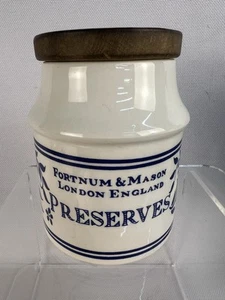 FORTNUM & MASON
LONDON ENGLAND
PRESERVES